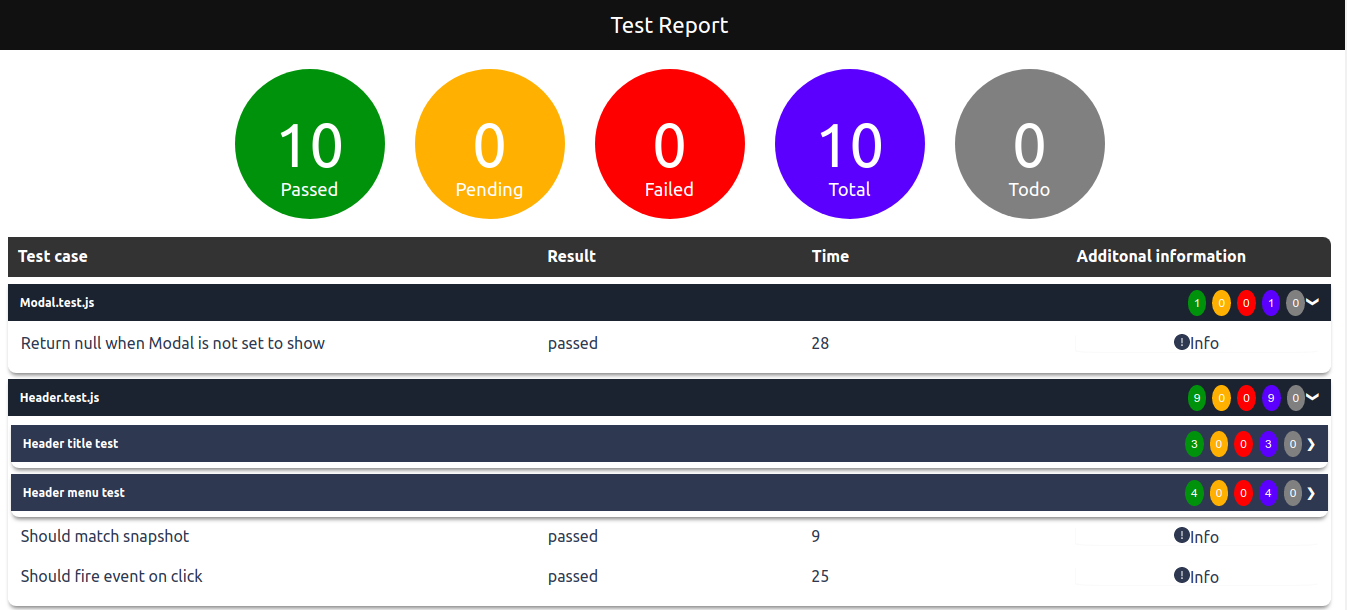 Test Report
10 0 0 10 0
Passed Pending Failed Total Todo
Test case Result Time Additonal information
Modal.test.js 1 0 0 1 0
Return null when Modal is not set to show passed 28 ! Info
Header.test.js 9 0 0 9 0
Header title test 3 0 0 3 0
Header menu test 4 0 0 4 0
Should match snapshot passed 9 ! Info
Should fire event on click passed 25 ! Info